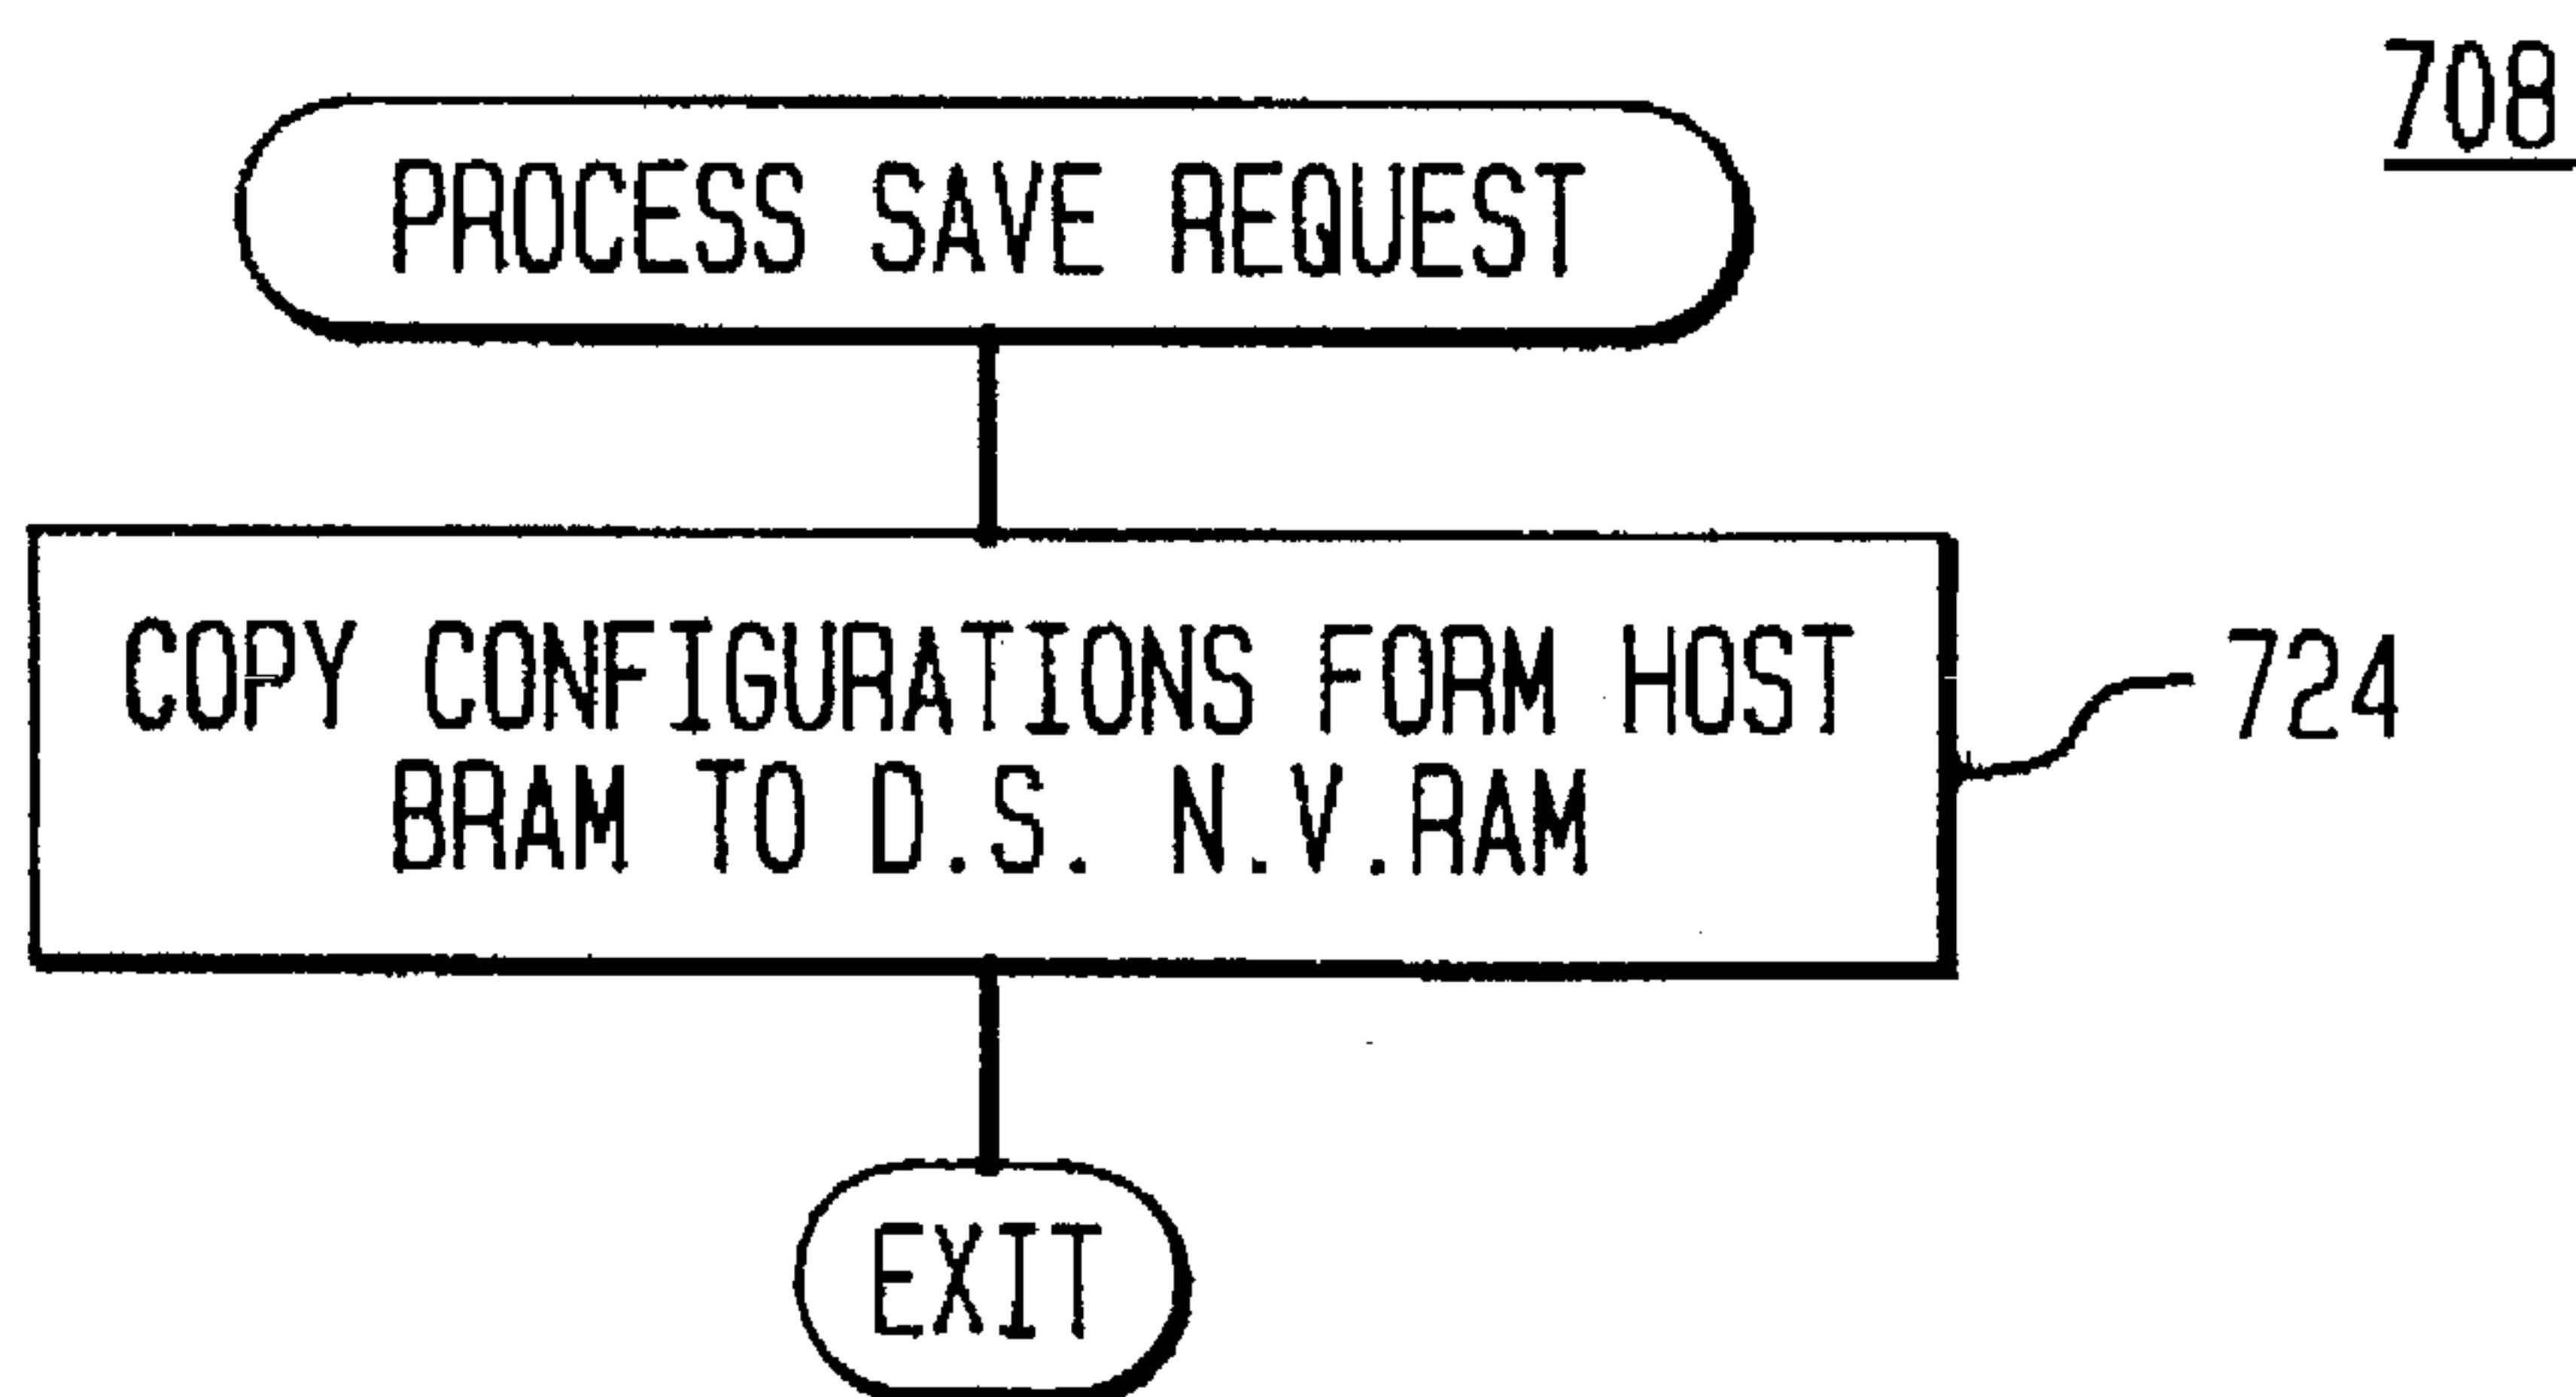 708
PROCESS SAVE REQUEST
COPY CONFIGURATIONS FORM HOST
BRAM TO D.S. N.V.RAM
724
EXIT